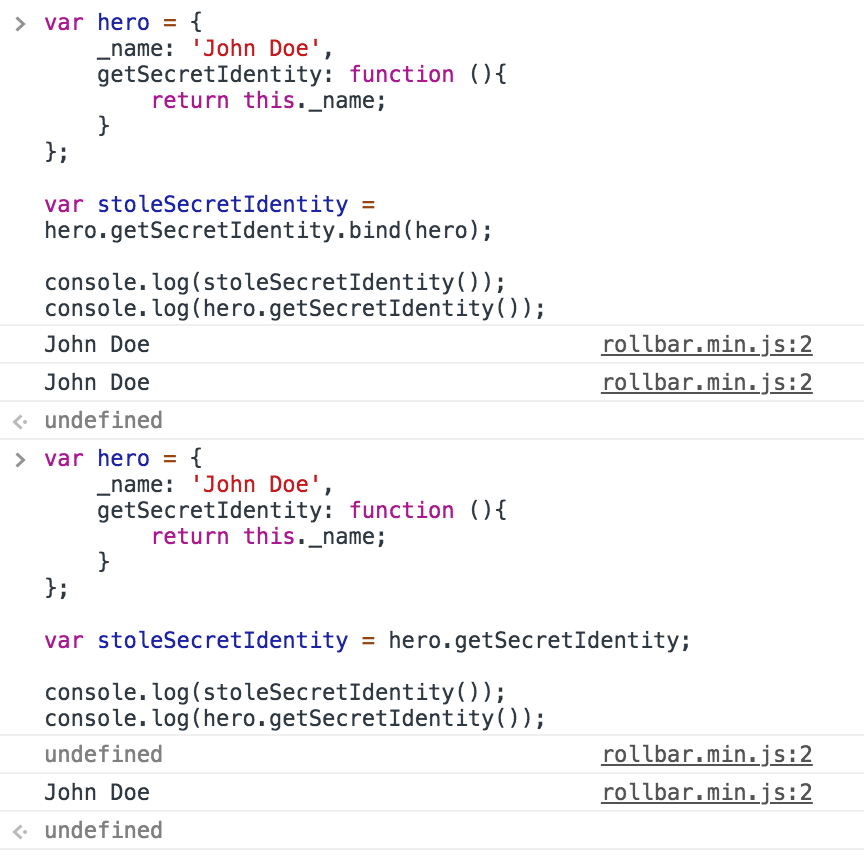 > var hero = {
    _name: 'John Doe',
    getSecretIdentity: function (){
        return this._name;
    }
};

var stoleSecretIdentity =
hero.getSecretIdentity.bind(hero);

console.log(stoleSecretIdentity());
console.log(hero.getSecretIdentity());
John Doe rollbar.min.js:2
John Doe rollbar.min.js:2
undefined
> var hero = {
    _name: 'John Doe',
    getSecretIdentity: function (){
        return this._name;
    }
};

var stoleSecretIdentity = hero.getSecretIdentity;

console.log(stoleSecretIdentity());
console.log(hero.getSecretIdentity());
undefined rollbar.min.js:2
John Doe rollbar.min.js:2
undefined